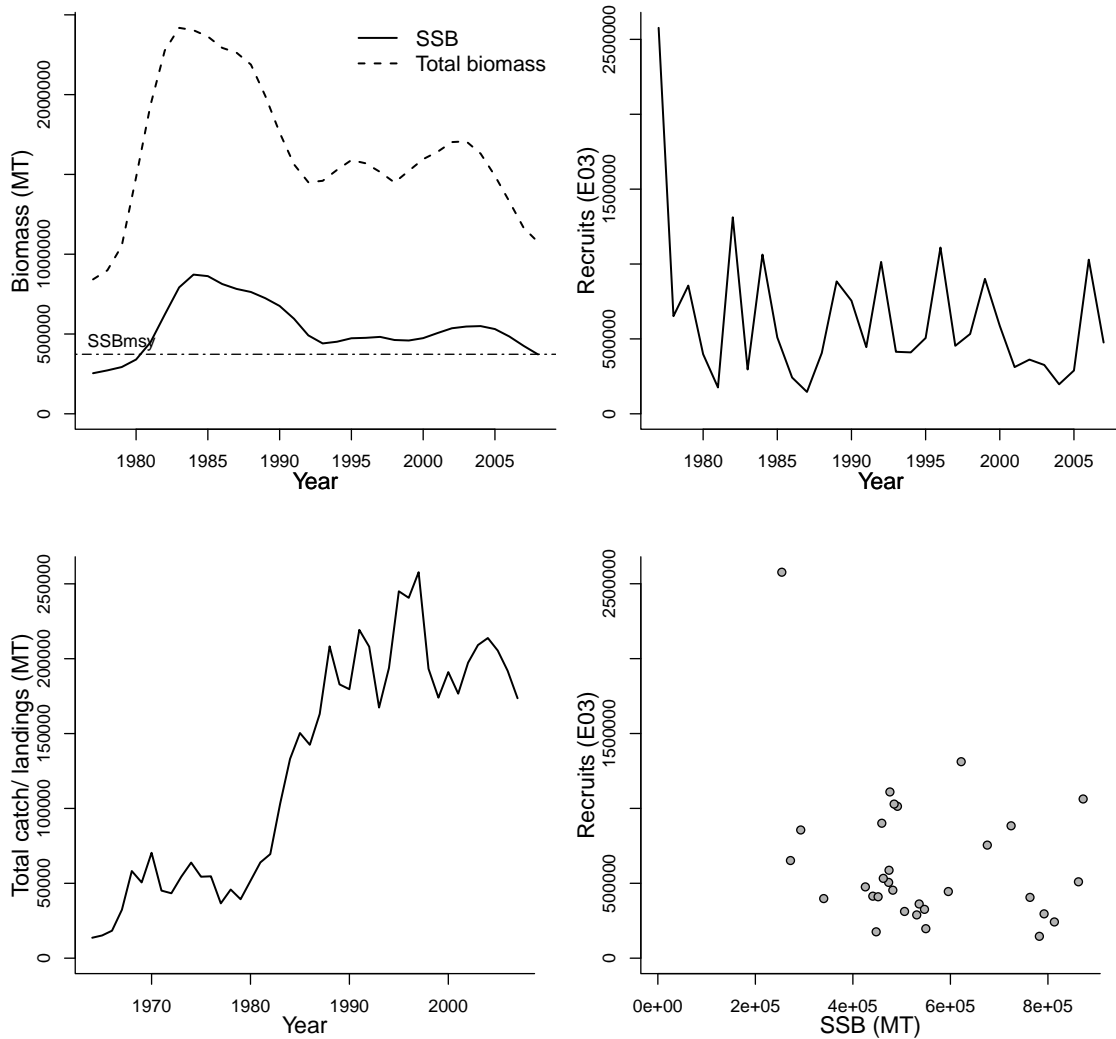 SSB
Total biomass
SSBmsy
Biomass (MT)
0
500000
1000000
2000000
1980
1985
1990
1995
2000
2005
Year
Recruits (E03)
0
500000
1500000
2500000
1980
1985
1990
1995
2000
2005
Year
Total catch/ landings (MT)
0
50000
100000
150000
200000
250000
1970
1980
1990
2000
Year
Recruits (E03)
0
500000
1500000
2500000
0e+00
2e+05
4e+05
6e+05
8e+05
SSB (MT)